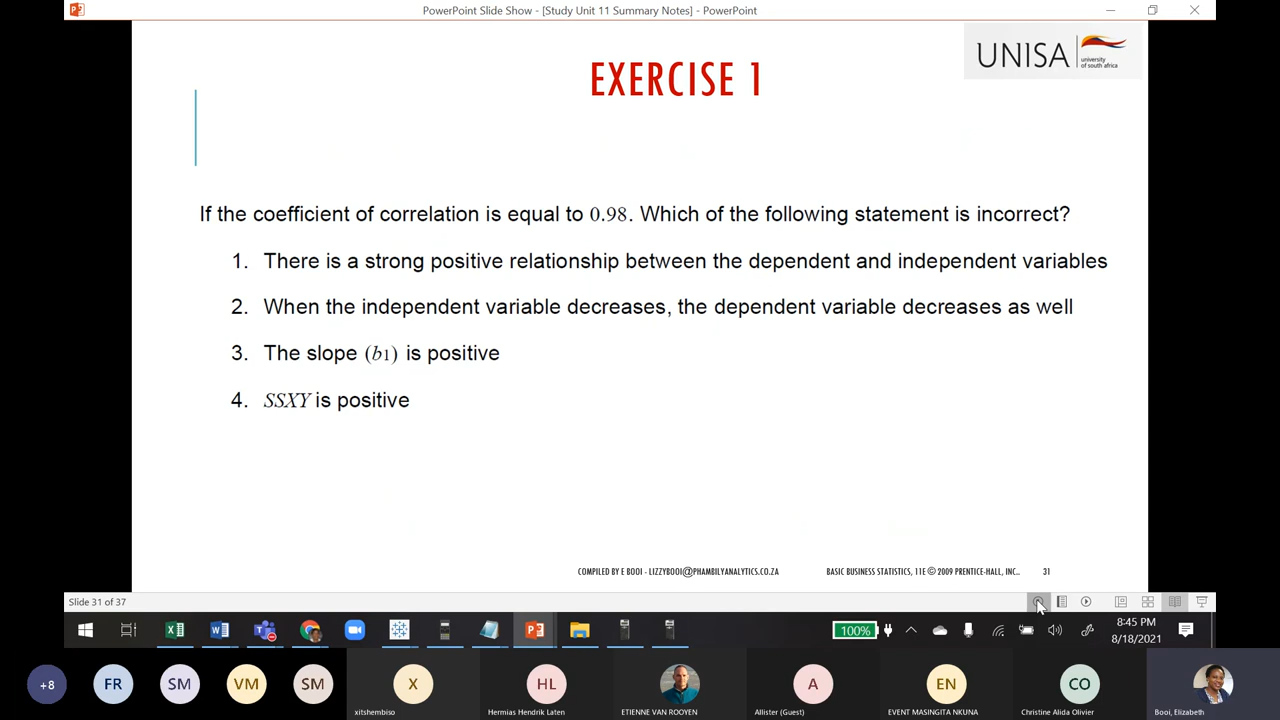 PowerPoint Slide Show - [Study Unit 11 Summary Notes] - PowerPoint
UNISA university of south africa
EXERCISE 1
If the coefficient of correlation is equal to 0.98. Which of the following statement is incorrect?
1. There is a strong positive relationship between the dependent and independent variables
2. When the independent variable decreases, the dependent variable decreases as well
3. The slope (b1) is positive
4. SSXY is positive
COMPILED BY E BOOI - LIZZYBOOI@PHAMBILYANALYTICS.CO.ZA BASIC BUSINESS STATISTICS, 11E © 2009 PRENTICE-HALL, INC.. 31
Slide 31 of 37
100% 8:45 PM
8/18/2021
+8 FR SM VM SM X HL A EN CO
xitshembiso Hermias Hendrik Laten ETIENNE VAN ROOYEN Allister (Guest) EVENT MASINGITA NKUNA Christine Alida Olivier Booi, Elizabeth